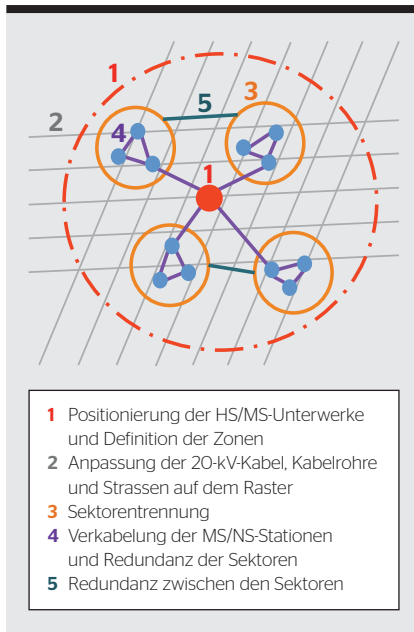 1
2
3
5
4
1
1 Positionierung der HS/MS-Unterwerke
und Definition der Zonen
2 Anpassung der 20-kV-Kabel, Kabelrohre
und Strassen auf dem Raster
3 Sektorentrennung
4 Verkabelung der MS/NS-Stationen
und Redundanz der Sektoren
5 Redundanz zwischen den Sektoren